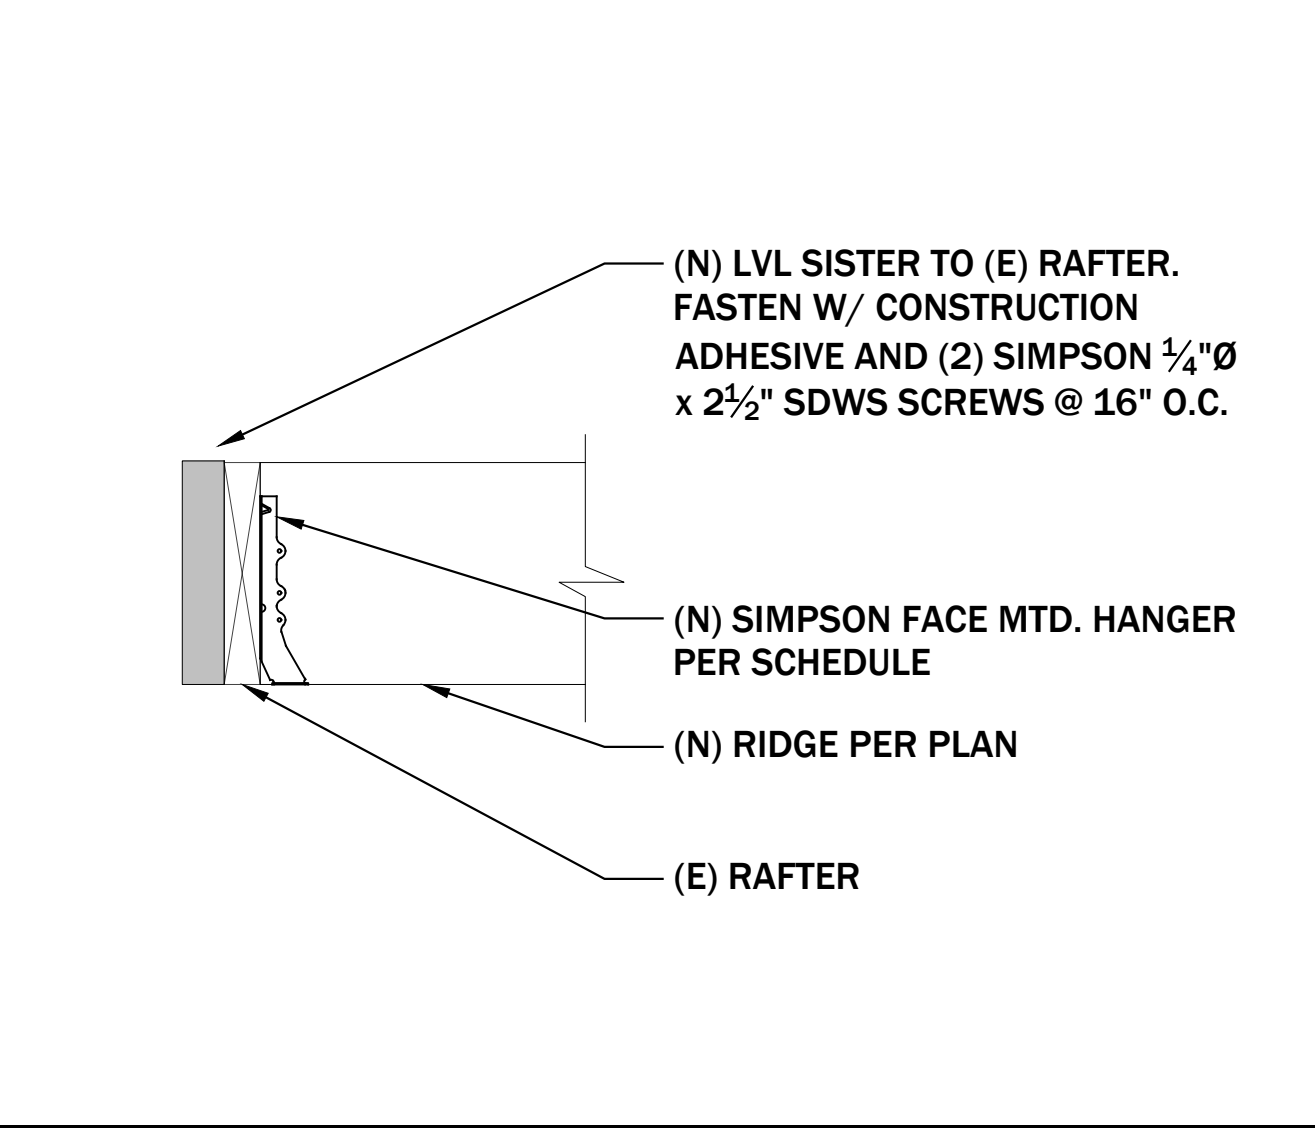 (N) LVL SISTER TO (E) RAFTER.
FASTEN W/ CONSTRUCTION
ADHESIVE AND (2) SIMPSON 1⁄4"Ø
x 21⁄2" SDWS SCREWS @ 16" O.C.
(N) SIMPSON FACE MTD. HANGER
PER SCHEDULE
(N) RIDGE PER PLAN
(E) RAFTER